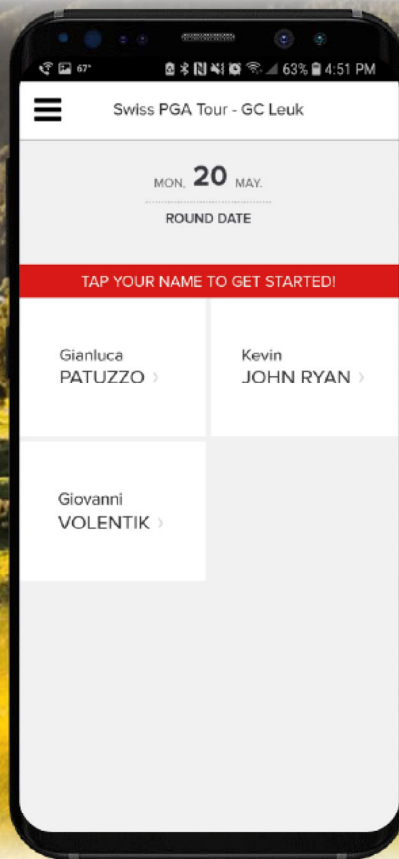 67° 63% 4:51 PM
Swiss PGA Tour - GC Leuk
MON, 20 MAY.
ROUND DATE
TAP YOUR NAME TO GET STARTED!
Gianluca
PATUZZO
Kevin
JOHN RYAN
Giovanni
VOLENTIK